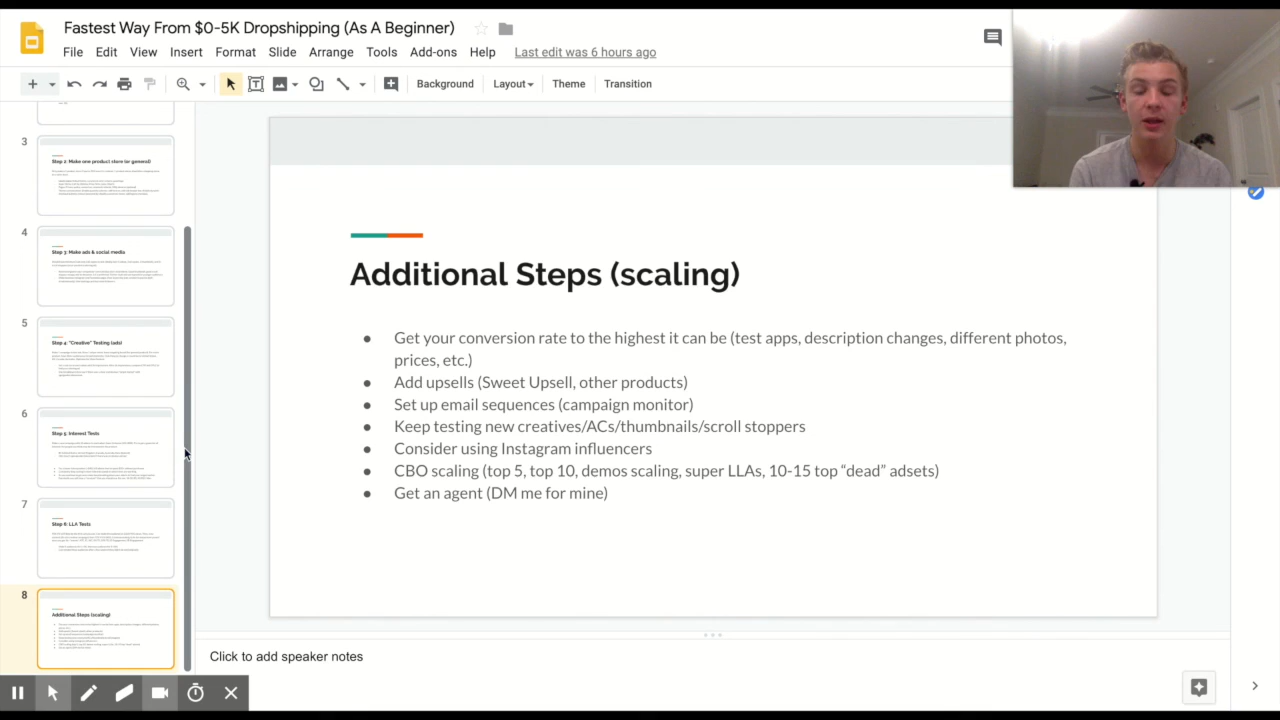 Fastest Way From $0-5K Dropshipping (As A Beginner)
File Edit View Insert Format Slide Arrange Tools Add-ons Help Last edit was 6 hours ago
Background Layout Theme Transition
3
Step 2: Make one product store (or general)
4
Step 3: Make ads & social media
5
Step 4: "Creative" Testing (ads)
6
Step 5: Interest Tests
7
Step 6: LLA Tests
8
Additional Steps (scaling)
Additional Steps (scaling)
● Get your conversion rate to the highest it can be (test apps, description changes, different photos,
prices, etc.)
● Add upsells (Sweet Upsell, other products)
● Set up email sequences (campaign monitor)
● Keep testing new creatives/ACs/thumbnails/scroll stoppers
● Consider using Instagram influencers
● CBO scaling (top 5, top 10, demos scaling, super LLAs, 10-15 top “dead” adsets)
● Get an agent (DM me for mine)
Click to add speaker notes